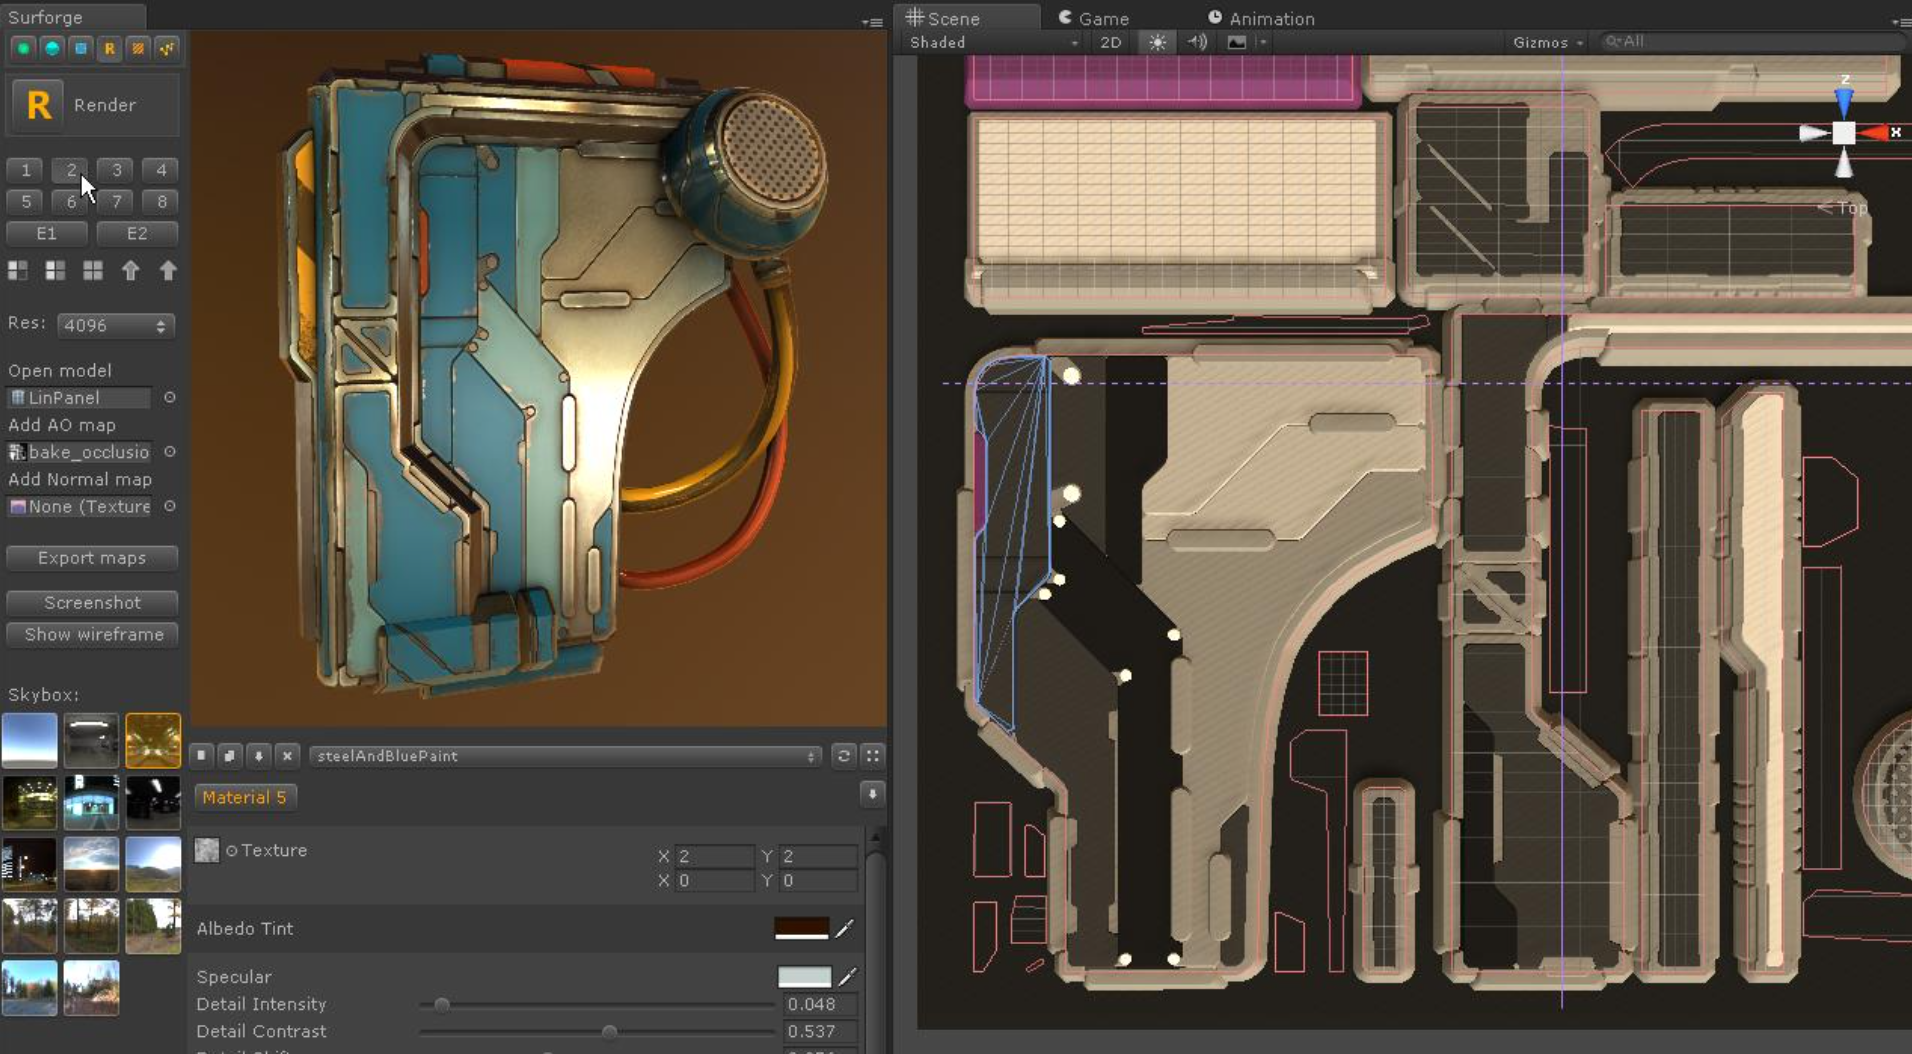 Surforge
R
R Render
1 2 3 4
5 6 7 8
E1 E2
Res: 4096
Open model
LinPanel
Add AO map
bake_occlusio
Add Normal map
None (Texture
Export maps
Screenshot
Show wireframe
Skybox:
steelAndBluePaint
Material 5
Texture
X 2 Y 2
X 0 Y 0
Albedo Tint
Specular
Detail Intensity 0.048
Detail Contrast 0.537
Scene Game Animation
Shaded 2D Gizmos All
z
x
< Top